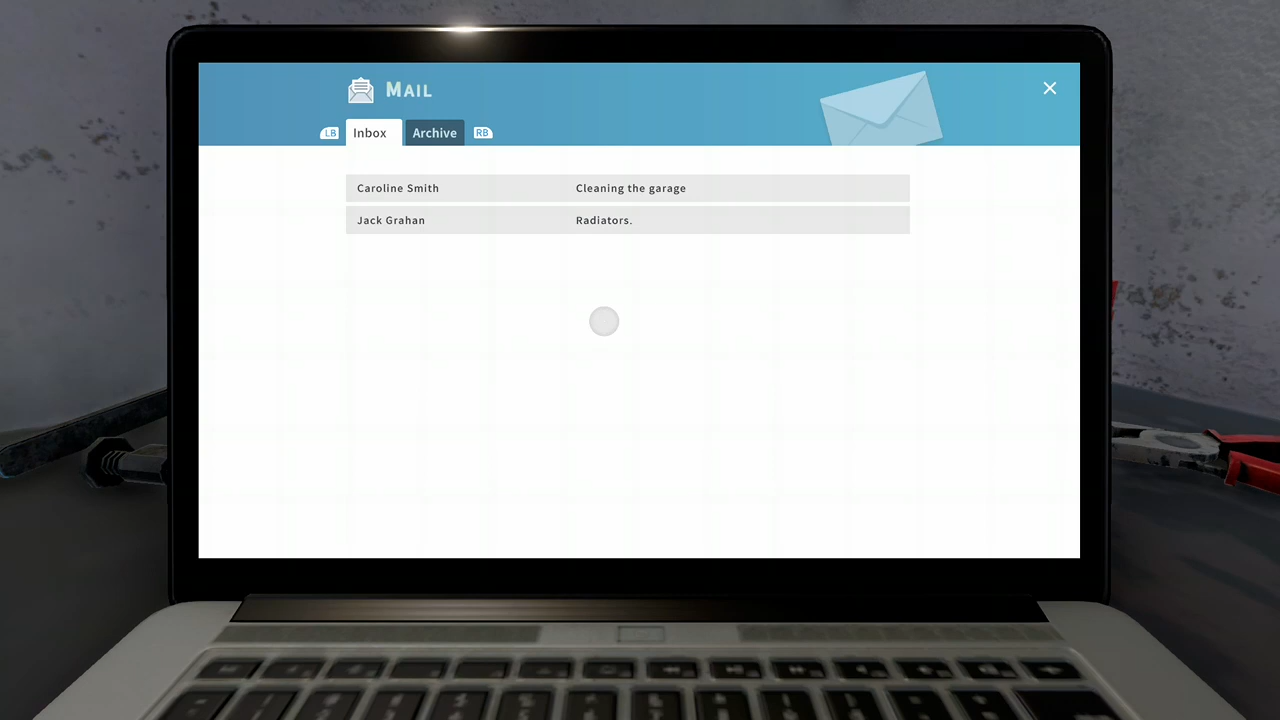 MAIL
LB Inbox Archive RB
Caroline Smith Cleaning the garage
Jack Grahan Radiators.